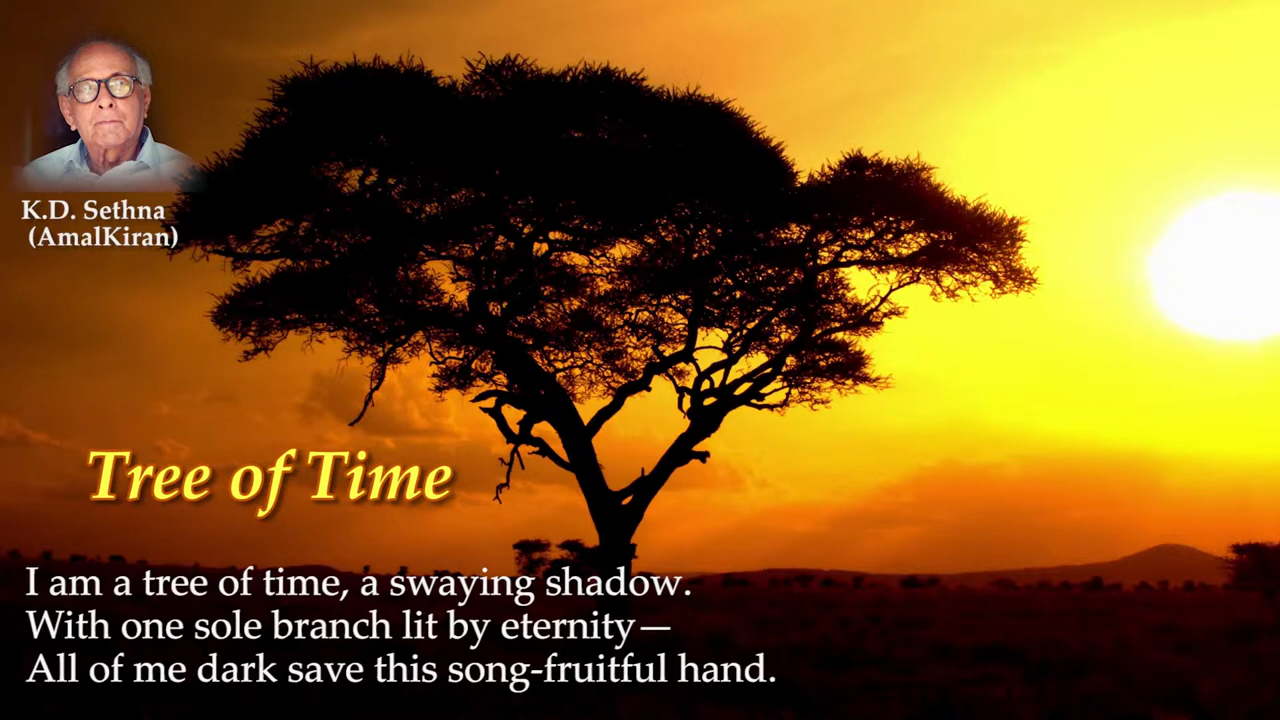 K.D. Sethna
(AmalKiran)
Tree of Time
I am a tree of time, a swaying shadow.
With one sole branch lit by eternity—
All of me dark save this song-fruitful hand.